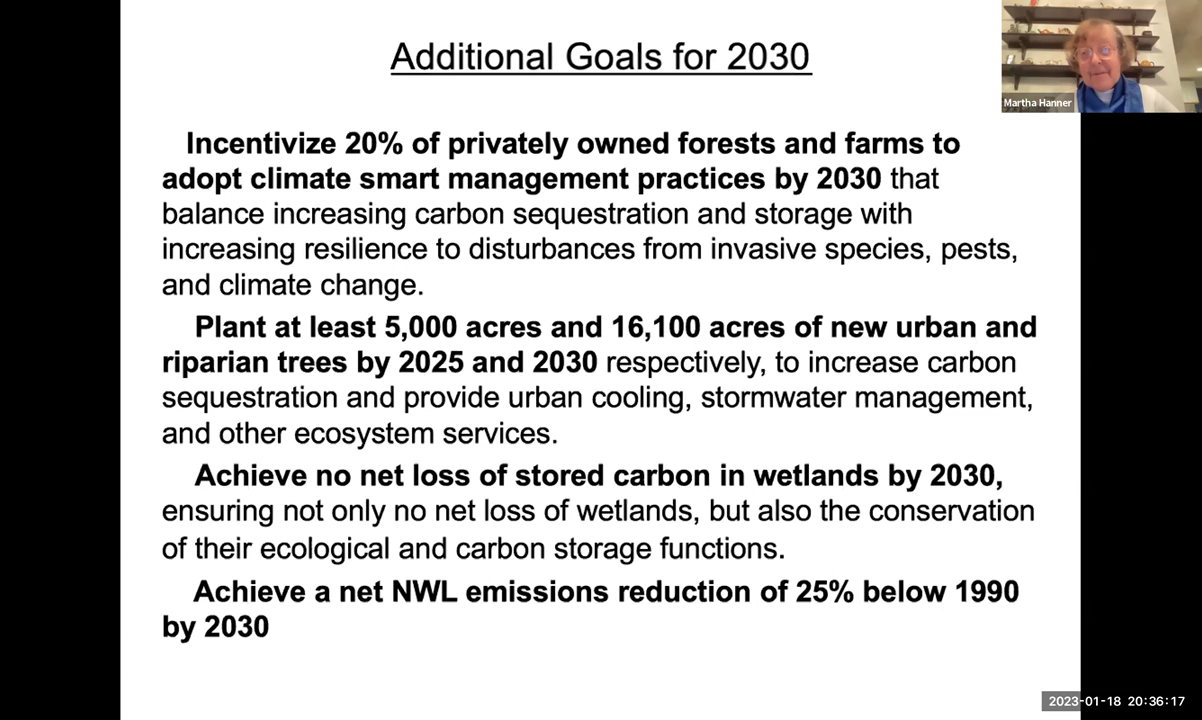 Additional Goals for 2030
Martha Hanner
Incentivize 20% of privately owned forests and farms to
adopt climate smart management practices by 2030 that
balance increasing carbon sequestration and storage with
increasing resilience to disturbances from invasive species, pests,
and climate change.
Plant at least 5,000 acres and 16,100 acres of new urban and
riparian trees by 2025 and 2030 respectively, to increase carbon
sequestration and provide urban cooling, stormwater management,
and other ecosystem services.
Achieve no net loss of stored carbon in wetlands by 2030,
ensuring not only no net loss of wetlands, but also the conservation
of their ecological and carbon storage functions.
Achieve a net NWL emissions reduction of 25% below 1990
by 2030
2023-01-18 20:36:17